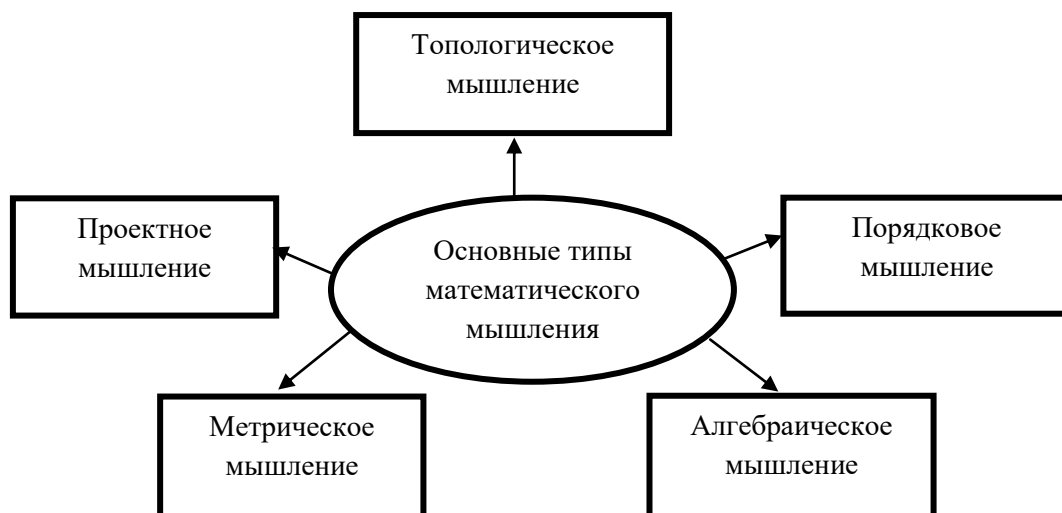 Топологическое
мышление
Проектное
мышление
Основные типы
математического
мышления
Порядковое
мышление
Метрическое
мышление
Алгебраическое
мышление